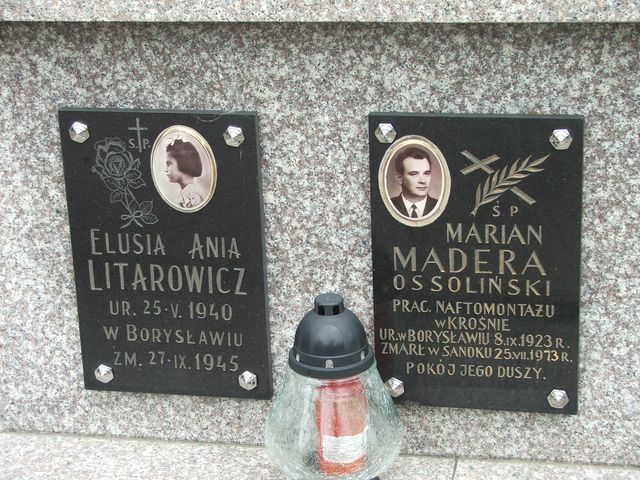 Ś.P.
ELUSIA ANIA
LITAROWICZ
UR. 25·V. 1940
W BORYSŁAWIU
ZM. 27·IX. 1945
Ś P
MARIAN
MADERA
OSSOLIŃSKI
PRAC. NAFTOMONTAŻU
W KROŚNIE
UR. W BORYSŁAWIU 8.IX.1923 R.
ZMARŁ W SANOKU 25.VII.1973 R.
POKÓJ JEGO DUSZY.